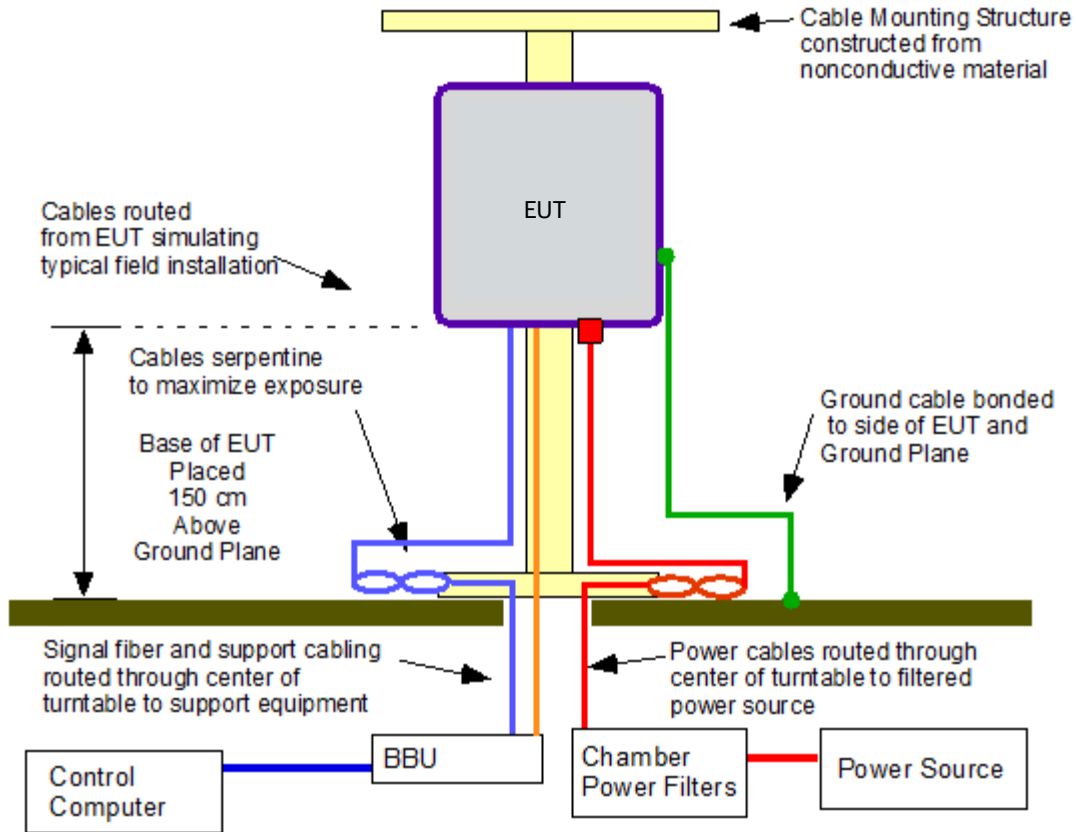 Cable Mounting Structure
constructed from
nonconductive material
EUT
Cables routed
from EUT simulating
typical field installation
Cables serpentine
to maximize exposure
Base of EUT
Placed
150 cm
Above
Ground Plane
Ground cable bonded
to side of EUT and
Ground Plane
Signal fiber and support cabling
routed through center of
turntable to support equipment
Power cables routed through
center of turntable to filtered
power source
Control
Computer
BBU
Chamber
Power Filters
Power Source